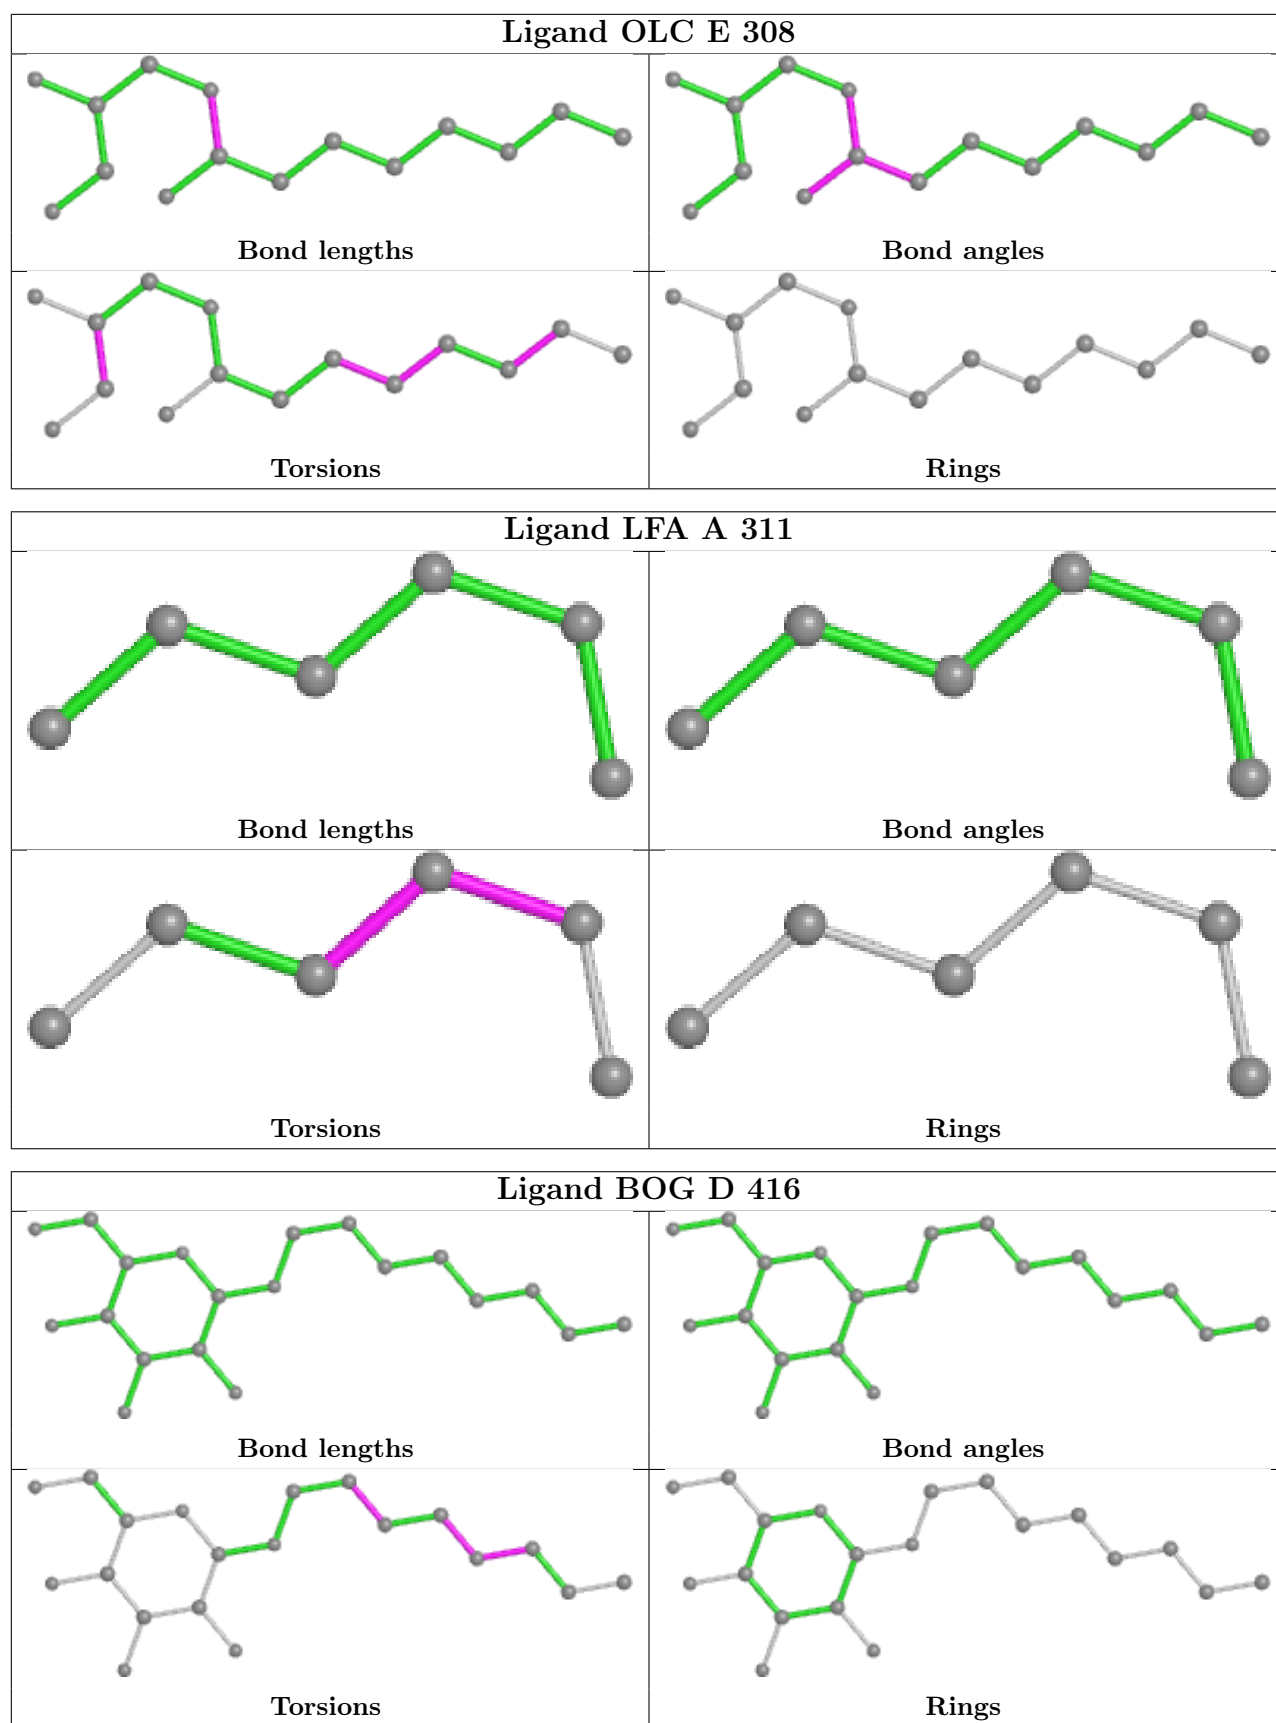 Ligand OLC E 308
Bond lengths
Bond angles
Torsions
Rings
Ligand LFA A 311
Bond lengths
Bond angles
Torsions
Rings
Ligand BOG D 416
Bond lengths
Bond angles
Torsions
Rings